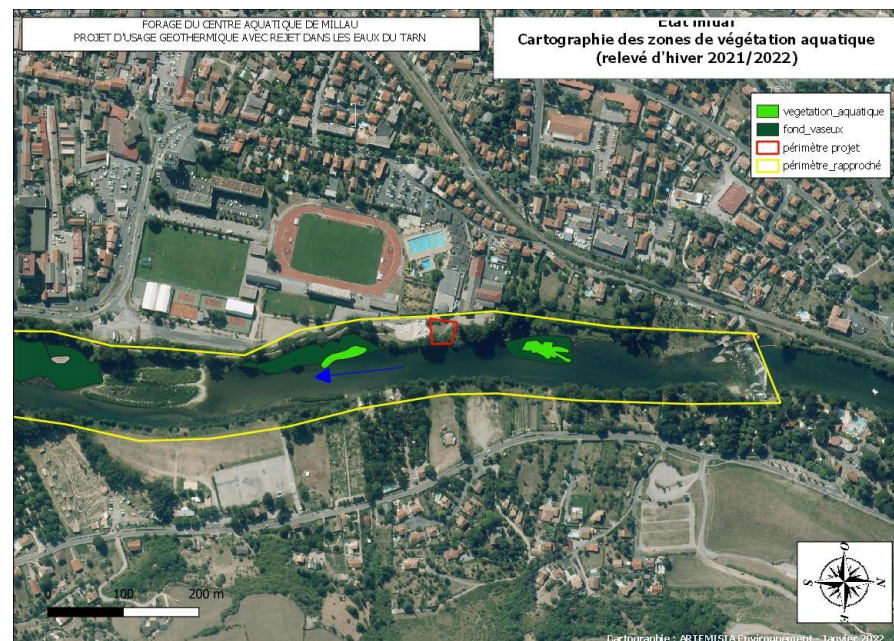 FORAGE DU CENTRE AQUATIQUE DE MILLAU
PROJET D'USAGE GEOTHERMIQUE AVEC REJET DANS LES EAUX DU TARN
Etat initial
Cartographie des zones de végétation aquatique
(relevé d'hiver 2021/2022)
vegetation_aquatique
fond_vaseux
périmètre projet
périmètre_rapproché
0 100 200 m
O
S N
E
Cartographie : ARTEMISIA Environnement - Janvier 2022